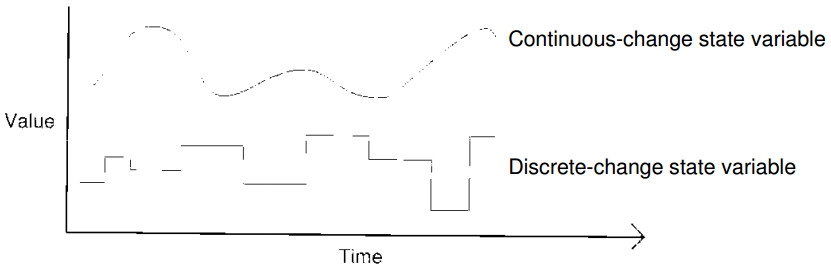 Continuous-change state variable
Value
Discrete-change state variable
Time